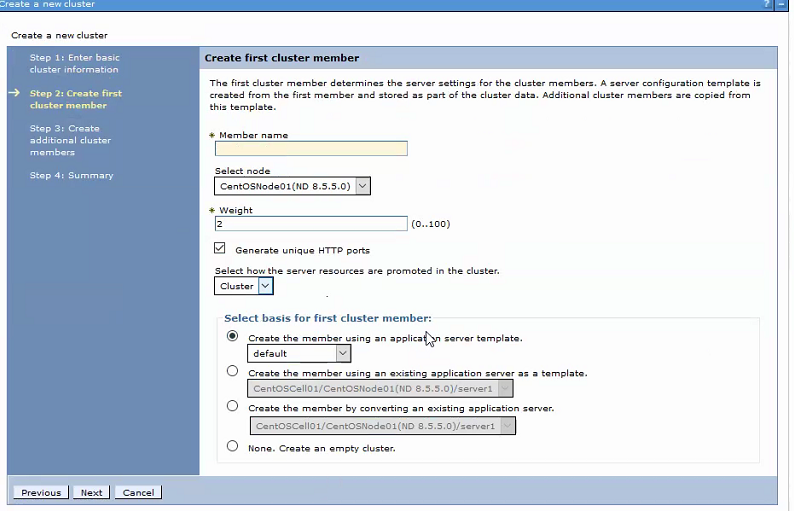 Create a new cluster
? –
Create a new cluster
Step 1: Enter basic
cluster information
Step 2: Create first
cluster member
Step 3: Create
additional cluster
members
Step 4: Summary
Create first cluster member
The first cluster member determines the server settings for the cluster members. A server configuration template is
created from the first member and stored as part of the cluster data. Additional cluster members are copied from
this template.
* Member name
Select node
CentOSNode01(ND 8.5.5.0)
* Weight
2
(0..100)
Generate unique HTTP ports
Select how the server resources are promoted in the cluster.
Cluster
Select basis for first cluster member:
Create the member using an application server template.
default
Create the member using an existing application server as a template.
CentOSCell01/CentOSNode01(ND 8.5.5.0)/server1
Create the member by converting an existing application server.
CentOSCell01/CentOSNode01(ND 8.5.5.0)/server1
None. Create an empty cluster.
Previous Next Cancel